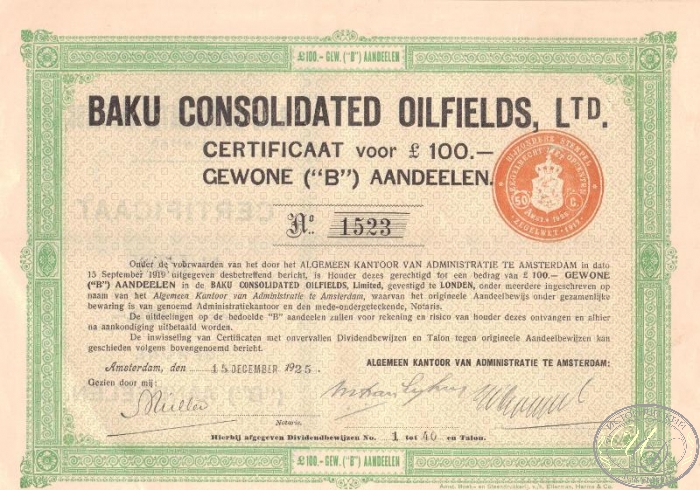 £100.- GEW. ("B") AANDEELEN
BAKU CONSOLIDATED OILFIELDS, LTD.
CERTIFICAAT voor £ 100.—
GEWONE ("B") AANDEELEN.
No. 1523
BIJZONDERE STEMPEL
50 C.
ZEGELWET 1917
Onder de voorwaarden van het door het ALGEMEEN KANTOOR VAN ADMINISTRATIE TE AMSTERDAM in dato
15 September 1919 uitgegeven desbetreffend bericht, is Houder dezes gerechtigd tot een bedrag van £ 100.— GEWONE
("B") AANDEELEN in de BAKU CONSOLIDATED OILFIELDS, Limited, gevestigd te LONDEN, onder meerdere ingeschreven op
naam van het Algemeen Kantoor van Administratie te Amsterdam, waarvan het origineele Aandeelbewijs onder gezamenlijke
bewaring is van genoemd Administratiekantoor en den mede-ondergeteekende, Notaris.
De uitdeelingen op de bedoelde "B" aandeelen zullen voor rekening en risico van houder dezes ontvangen en alhier
na aankondiging uitbetaald worden.
De inwisseling van Certificaten met onvervallen Dividendbewijzen en Talon tegen origineele Aandeelbewijzen kan
geschieden volgens bovengenoemd bericht.
Amsterdam, den 15 DECEMBER 1925.
ALGEMEEN KANTOOR VAN ADMINISTRATIE TE AMSTERDAM:
Gezien door mij:
Notaris.
Hierbij afgegeven Dividendbewijzen No. 1 tot 40 en Talon.
£100.- GEW. ("B") AANDEELEN